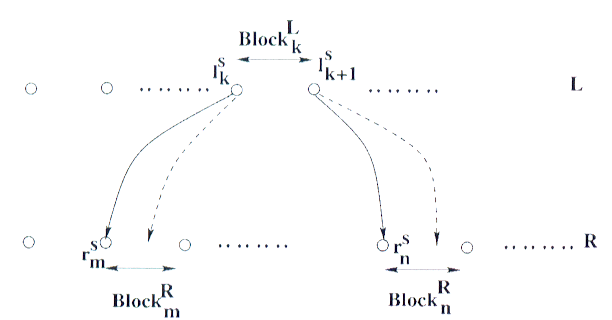 Block^L_k
l^s_k l^s_{k+1}
........ ........ L
r^s_m ........ r^s_n ........ R
Block^R_m Block^R_n